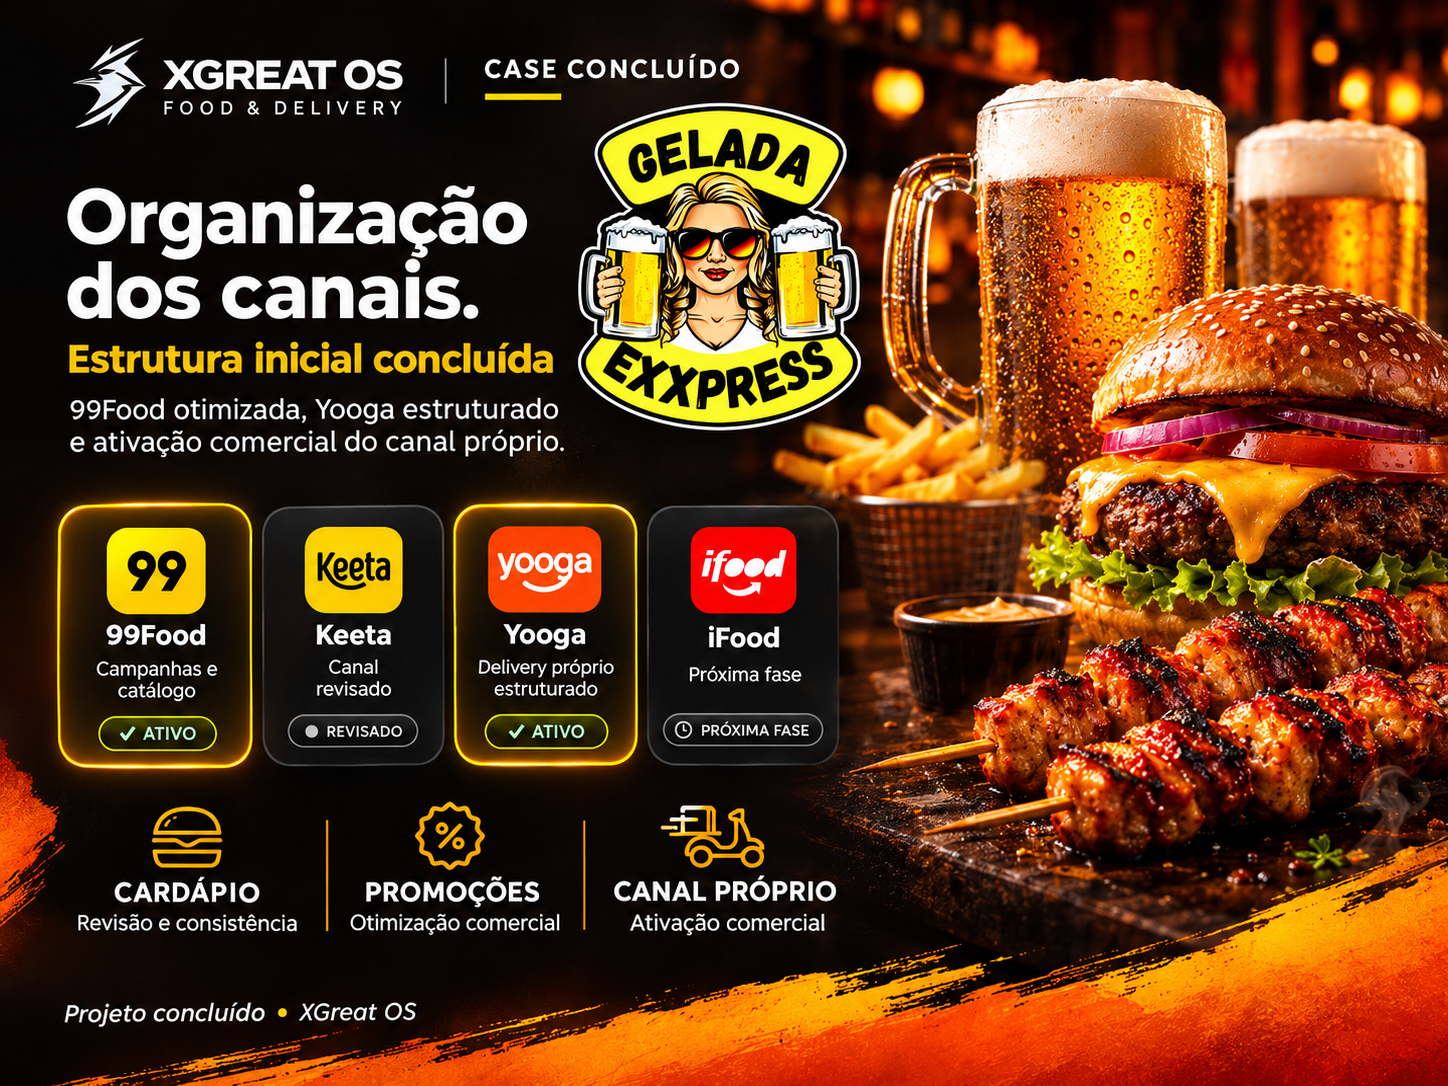 XGREAT OS
FOOD & DELIVERY
CASE CONCLUÍDO
GELADA
EXXPRESS
Organização
dos canais.
Estrutura inicial concluída
99Food otimizada, Yooga estruturado
e ativação comercial do canal próprio.
99
99Food
Campanhas e
catálogo
ATIVO
Keeta
Keeta
Canal
revisado
REVISADO
yooga
Yooga
Delivery próprio
estruturado
ATIVO
ifood
iFood
Próxima fase
PRÓXIMA FASE
CARDÁPIO
Revisão e consistência
%
PROMOÇÕES
Otimização comercial
CANAL PRÓPRIO
Ativação comercial
Projeto concluído • XGreat OS